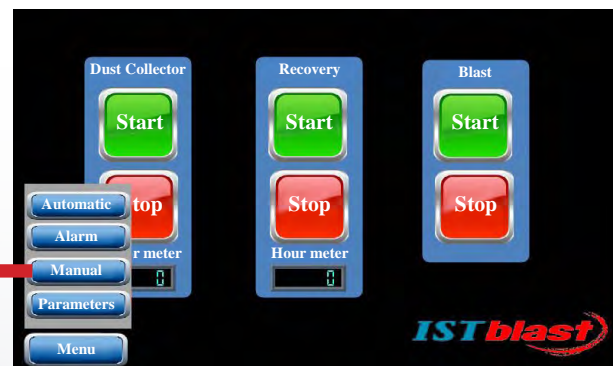 Dust Collector
Start
top
r meter
0
Recovery
Start
Stop
Hour meter
0
Blast
Start
Stop
Automatic
Alarm
Manual
Parameters
Menu
ISTblast